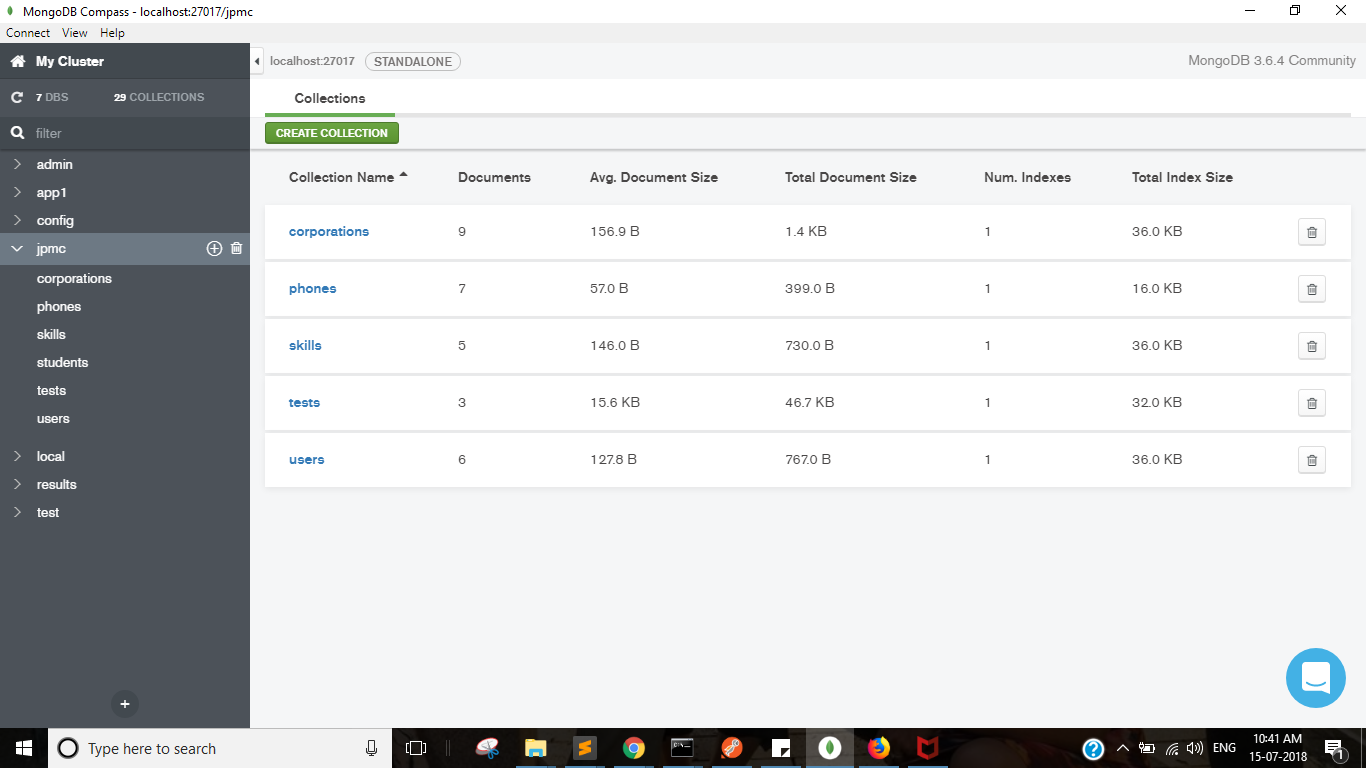 MongoDB Compass - localhost:27017/jpmc
Connect View Help
My Cluster
7 DBS 29 COLLECTIONS
filter
admin
app1
config
jpmc
corporations
phones
skills
students
tests
users
local
results
test
localhost:27017 STANDALONE MongoDB 3.6.4 Community
Collections
CREATE COLLECTION
Collection Name Documents Avg. Document Size Total Document Size Num. Indexes Total Index Size
corporations 9 156.9 B 1.4 KB 1 36.0 KB
phones 7 57.0 B 399.0 B 1 16.0 KB
skills 5 146.0 B 730.0 B 1 36.0 KB
tests 3 15.6 KB 46.7 KB 1 32.0 KB
users 6 127.8 B 767.0 B 1 36.0 KB
Type here to search
ENG
10:41 AM
15-07-2018
1